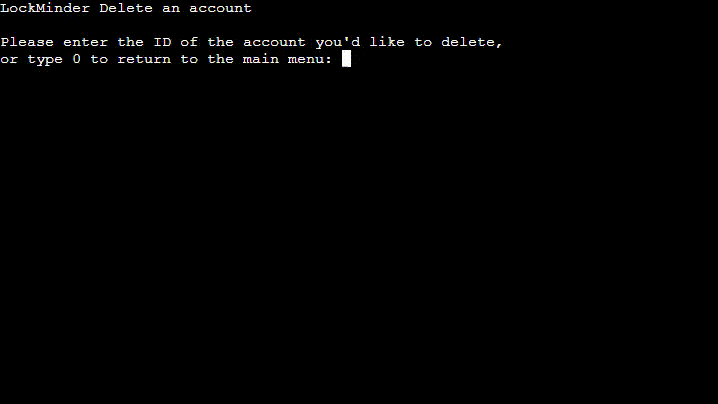 LockMinder Delete an account
Please enter the ID of the account you'd like to delete,
or type 0 to return to the main menu: